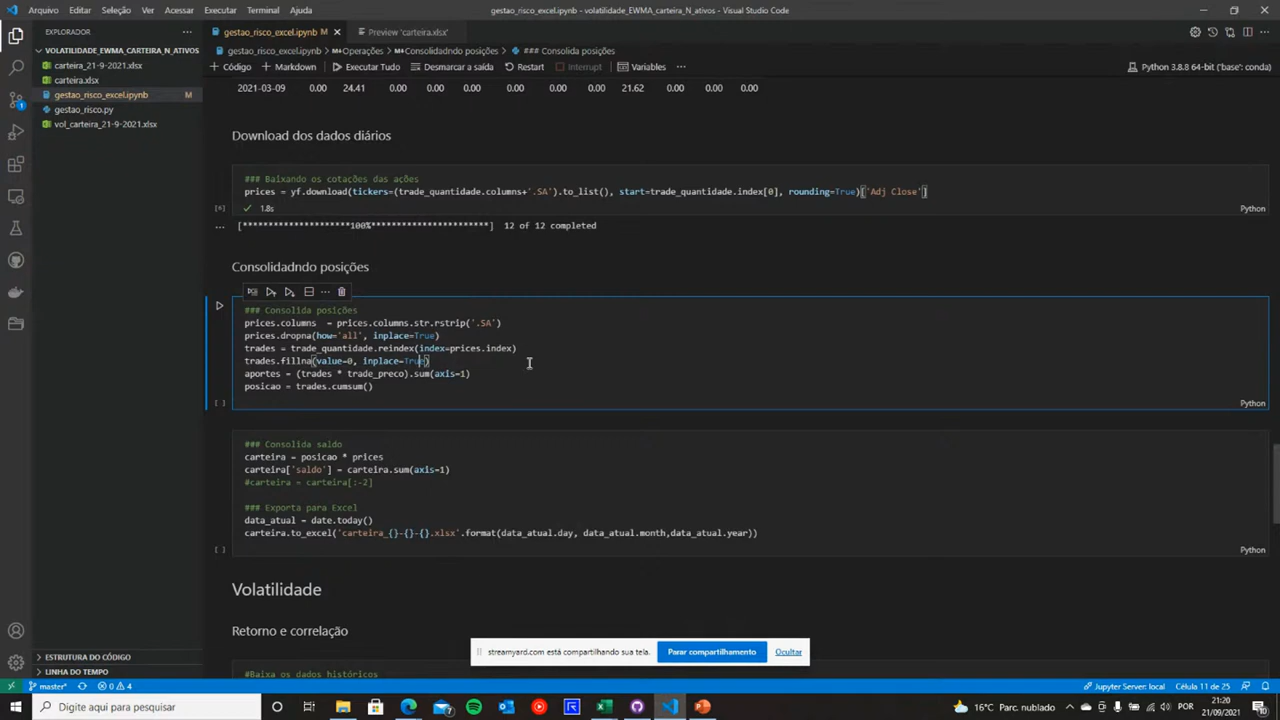 Arquivo Editar Seleção Ver Acessar Executar Terminal Ajuda
gestao_risco_excel.ipynb - volatilidade_EWMA_carteira_N_ativos - Visual Studio Code
EXPLORADOR
VOLATILIDADE_EWMA_CARTEIRA_N_ATIVOS
carteira_21-9-2021.xlsx
carteira.xlsx
gestao_risco_excel.ipynb M
gestao_risco.py
vol_carteira_21-9-2021.xlsx
ESTRUTURA DO CÓDIGO
LINHA DO TEMPO
gestao_risco_excel.ipynb M
Preview 'carteira.xlsx'
gestao_risco_excel.ipynb > Operações > Consolidadndo posições > ### Consolida posições
+ Código + Markdown Executar Tudo Desmarcar a saída Restart Interrupt Variables ...
Python 3.8.8 64-bit ('base': conda)
2021-03-09 0.00 24.41 0.00 0.00 0.00 0.00 0.00 0.00 21.62 0.00 0.00 0.00
Download dos dados diários
### Baixando os cotações das ações
prices = yf.download(tickers=(trade_quantidade.columns+'.SA').to_list(), start=trade_quantidade.index[0], rounding=True)['Adj Close']
[6] ✓ 1.8s
Python
... [*********************100%***********************] 12 of 12 completed
Consolidadndo posições
### Consolida posições
prices.columns  = prices.columns.str.rstrip('.SA')
prices.dropna(how='all', inplace=True)
trades = trade_quantidade.reindex(index=prices.index)
trades.fillna(value=0, inplace=True)
aportes = (trades * trade_preco).sum(axis=1)
posicao = trades.cumsum()
[ ]
Python
### Consolida saldo
carteira = posicao * prices
carteira['saldo'] = carteira.sum(axis=1)
#carteira = carteira[:-2]
### Exporta para Excel
data_atual = date.today()
carteira.to_excel('carteira_{}-{}-{}.xlsx'.format(data_atual.day, data_atual.month,data_atual.year))
[ ]
Python
Volatilidade
Retorno e correlação
#Baixa os dados históricos
streamyard.com está compartilhando sua tela.
Parar compartilhamento
Ocultar
master* 0 4
Jupyter Server: local
Célula 11 de 25
Digite aqui para pesquisar
16°C Parc. nublado
POR
21:20
21/09/2021